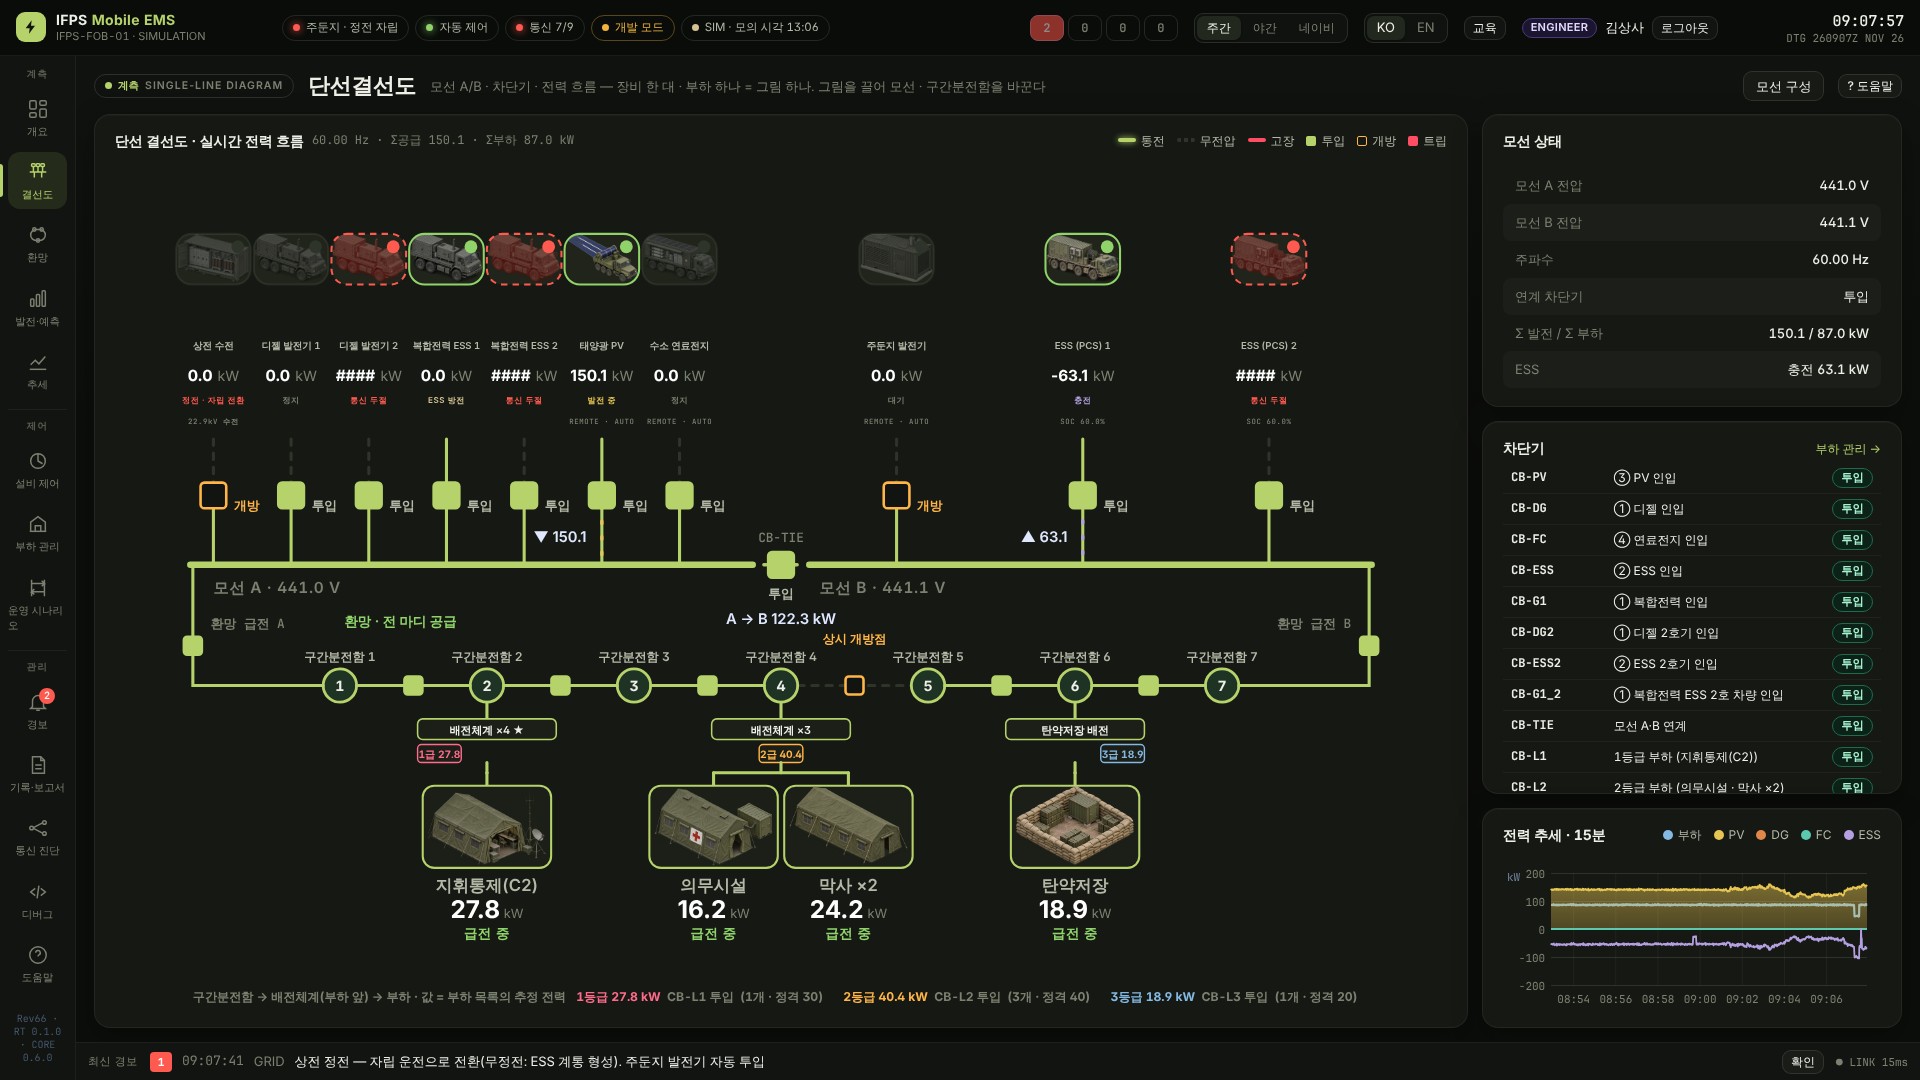 IFPS Mobile EMS
IFPS-FOB-01 · SIMULATION
주둔지 · 정전 자립
자동 제어
통신 7/9
개발 모드
SIM · 모의 시각 13:06
2 0 0 0
주간 야간 네이비
KO EN
교육
ENGINEER 김상사 로그아웃
09:07:57
DTG 260907Z NOV 26
계측
개요
결선도
환망
발전·예측
추세
제어
설비 제어
부하 관리
운영 시나리
오
관리
2
경보
기록·보고서
통신 진단
디버그
도움말
Rev66 ·
RT 0.1.0
· CORE
0.6.0
계측 SINGLE-LINE DIAGRAM
단선결선도
모선 A/B · 차단기 · 전력 흐름 — 장비 한 대 · 부하 하나 = 그림 하나. 그림을 끌어 모선 · 구간분전함을 바꾼다
모선 구성
? 도움말
단선 결선도 · 실시간 전력 흐름 60.00 Hz · Σ공급 150.1 · Σ부하 87.0 kW
통전 무전압 고장 투입 개방 트립
상전 수전 디젤 발전기 1 디젤 발전기 2 복합전력 ESS 1 복합전력 ESS 2 태양광 PV 수소 연료전지 주둔지 발전기 ESS (PCS) 1 ESS (PCS) 2
0.0 kW 0.0 kW #### kW 0.0 kW #### kW 150.1 kW 0.0 kW 0.0 kW -63.1 kW #### kW
정전 · 자립 전환 정지 통신 두절 ESS 방전 통신 두절 발전 중 정지 대기 충전 통신 두절
22.9kV 수전 REMOTE · AUTO REMOTE · AUTO REMOTE · AUTO SOC 60.0% SOC 60.0%
개방 투입 투입 투입 투입 투입 투입 개방 투입 투입
▼ 150.1 CB-TIE ▲ 63.1
모선 A · 441.0 V 투입 모선 B · 441.1 V
환망 급전 A 환망 · 전 마디 공급 A → B 122.3 kW 환망 급전 B
상시 개방점
구간분전함 1 구간분전함 2 구간분전함 3 구간분전함 4 구간분전함 5 구간분전함 6 구간분전함 7
1 2 3 4 5 6 7
배전체계 ×4 ★ 배전체계 ×3 탄약저장 배전
1급 27.8 2급 40.4 3급 18.9
지휘통제(C2) 의무시설 막사 ×2 탄약저장
27.8 kW 16.2 kW 24.2 kW 18.9 kW
급전 중 급전 중 급전 중 급전 중
구간분전함 → 배전체계(부하 앞) → 부하 · 값 = 부하 목록의 추정 전력 1등급 27.8 kW CB-L1 투입 (1개 · 정격 30) 2등급 40.4 kW CB-L2 투입 (3개 · 정격 40) 3등급 18.9 kW CB-L3 투입 (1개 · 정격 20)
모선 상태
모선 A 전압 441.0 V
모선 B 전압 441.1 V
주파수 60.00 Hz
연계 차단기 투입
Σ 발전 / Σ 부하 150.1 / 87.0 kW
ESS 충전 63.1 kW
차단기 부하 관리 →
CB-PV ③ PV 인입 투입
CB-DG ① 디젤 인입 투입
CB-FC ④ 연료전지 인입 투입
CB-ESS ② ESS 인입 투입
CB-G1 ① 복합전력 인입 투입
CB-DG2 ① 디젤 2호기 인입 투입
CB-ESS2 ② ESS 2호기 인입 투입
CB-G1_2 ① 복합전력 ESS 2호 차량 인입 투입
CB-TIE 모선 A·B 연계 투입
CB-L1 1등급 부하 (지휘통제(C2)) 투입
CB-L2 2등급 부하 (의무시설 · 막사 ×2) 투입
전력 추세 · 15분 부하 PV DG FC ESS
kW 200
100
0
-100
-200
08:54 08:56 08:58 09:00 09:02 09:04 09:06
최신 경보 1 09:07:41 GRID 상전 정전 — 자립 운전으로 전환(무정전: ESS 계통 형성). 주둔지 발전기 자동 투입
확인 LINK 15ms